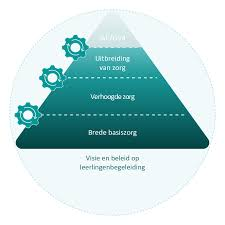 Uitbreiding
van zorg
Verhoogde zorg
Brede basiszorg
Visie en beleid op
leerlingenbegeleiding